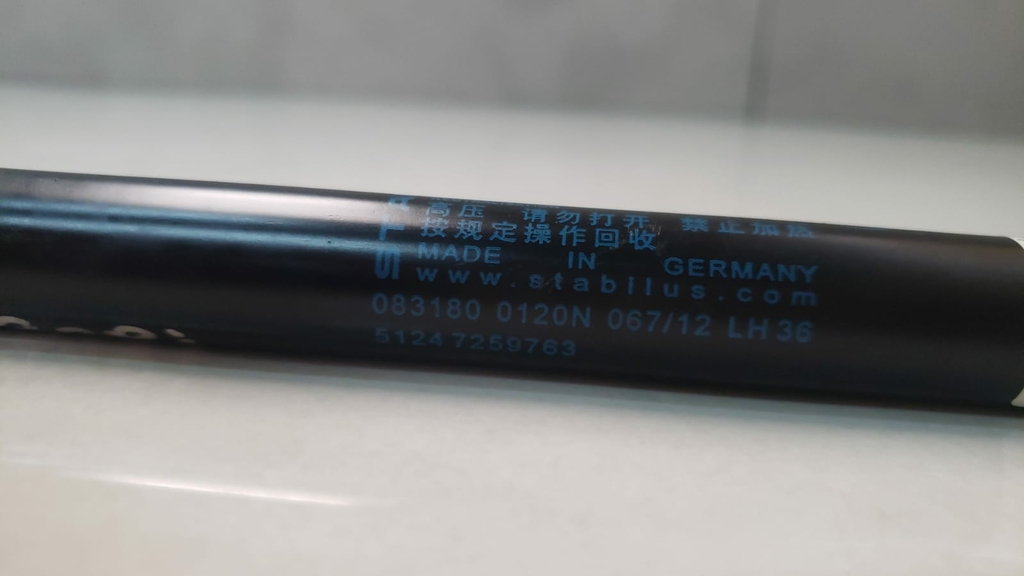 高压 请勿打开 禁止加热
按规定操作回收
MADE IN GERMANY
www.stabilus.com
083180 0120N 067/12 LH36
51247259763